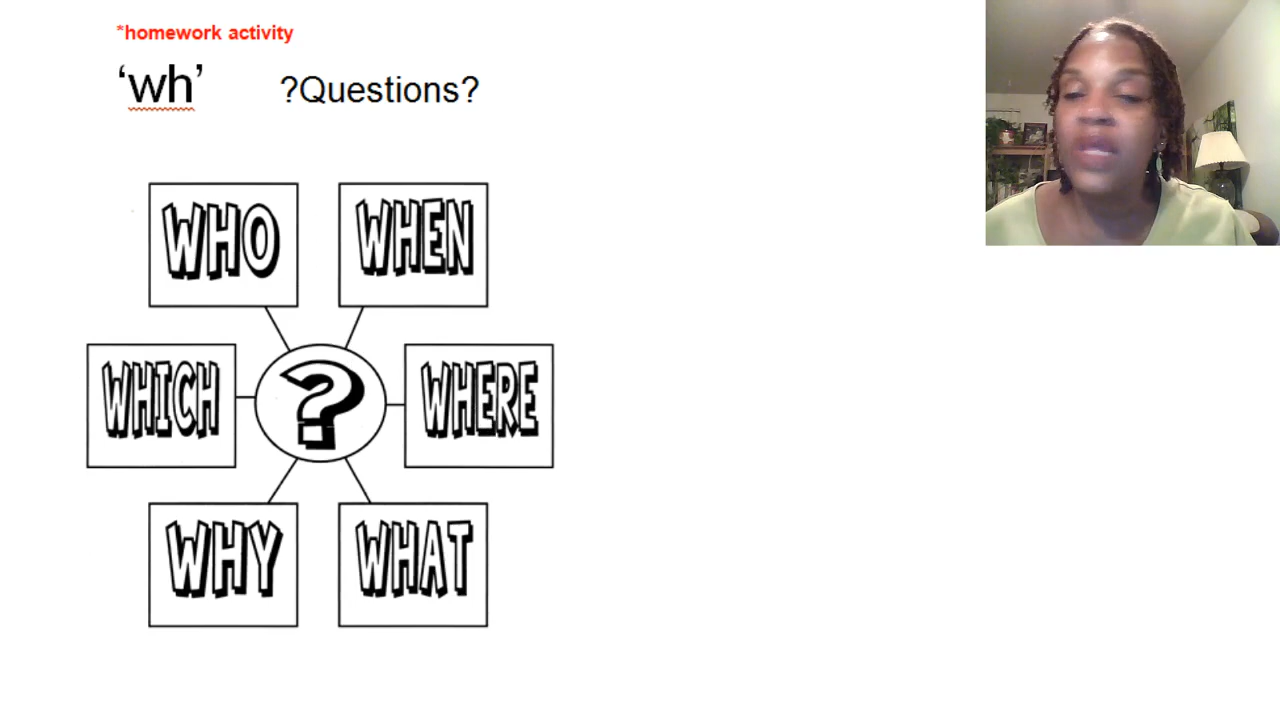 *homework activity
‘wh’ ?Questions?
WHO WHEN
WHICH ? WHERE
WHY WHAT